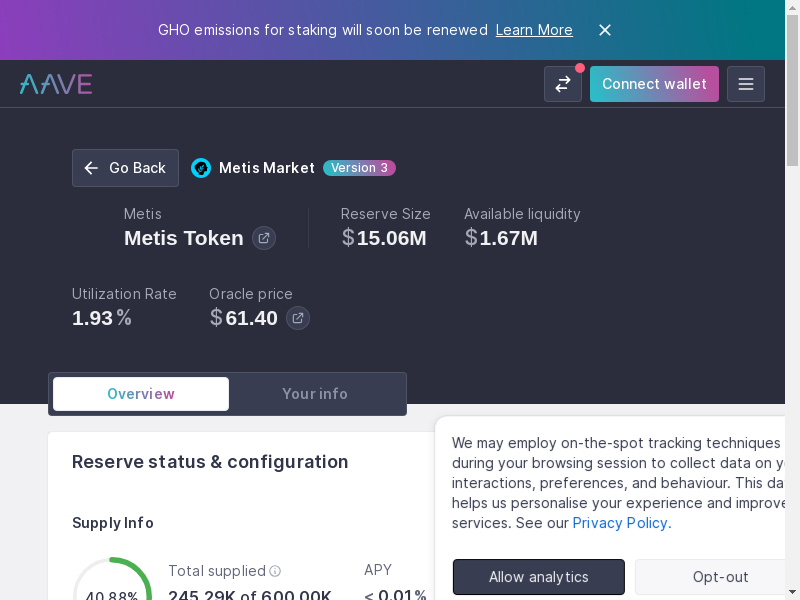 GHO emissions for staking will soon be renewed Learn More
AAVE
Connect wallet
Go Back
Metis Market
Version 3
Metis
Metis Token
Reserve Size
$15.06M
Available liquidity
$1.67M
Utilization Rate
1.93%
Oracle price
$61.40
Overview
Your info
Reserve status & configuration
Supply Info
40.88%
Total supplied
245.29K of 600.00K
APY
< 0.01%
We may employ on-the-spot tracking techniques
during your browsing session to collect data on
interactions, preferences, and behaviour. This
helps us personalise your experience and improve
services. See our Privacy Policy.
Allow analytics
Opt-out